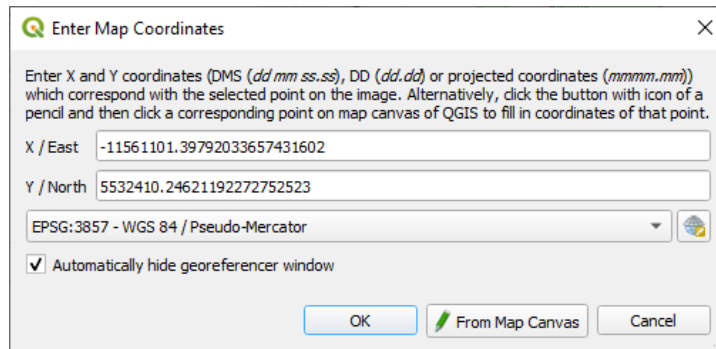 Enter Map Coordinates
Enter X and Y coordinates (DMS (dd mm ss.ss), DD (dd.dd) or projected coordinates (mmmm.mm))
which correspond with the selected point on the image. Alternatively, click the button with icon of a
pencil and then click a corresponding point on map canvas of QGIS to fill in coordinates of that point.
X / East -11561101.39792033657431602
Y / North 5532410.24621192272752523
EPSG:3857 - WGS 84 / Pseudo-Mercator
Automatically hide georeferencer window
OK From Map Canvas Cancel